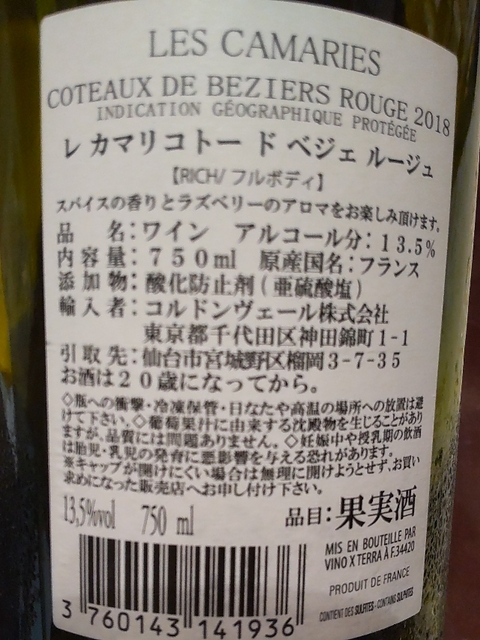 LES CAMARIES
COTEAUX DE BEZIERS ROUGE 2018
INDICATION GÉOGRAPHIQUE PROTÉGÉE
レ カマリコトー ド ベジェ ルージュ
【RICH/ フルボディ】
スパイスの香りとラズベリーのアロマをお楽しみ頂けます。
品 名：ワイン アルコール分：13.5%
内容量：750ml 原産国名：フランス
添加物：酸化防止剤(亜硫酸塩)
輸入者：コルドンヴェール株式会社
東京都千代田区神田錦町1-1
引取先：仙台市宮城野区榴岡3-7-35
お酒は20歳になってから。
◇瓶への衝撃・冷凍保管・日なたや高温の場所への放置は避
けて下さい。◇葡萄果汁に由来する沈殿物を生じることがあり
ますが、品質には問題ありません。◇妊娠中や授乳期の飲酒
は胎児・乳児の発育に悪影響を与える恐れがあります。
※キャップが開けにくい場合は無理に開けようとせず、お買い
求めになった販売店へお申し付け下さい。
13,5%vol 750 ml
品目：果実酒
MIS EN BOUTEILLE PAR
VINO X TERRA À F.34420
PRODUIT DE FRANCE
CONTIENT DES SULFITES - CONTAINS SULPHITES
3 760143 141936